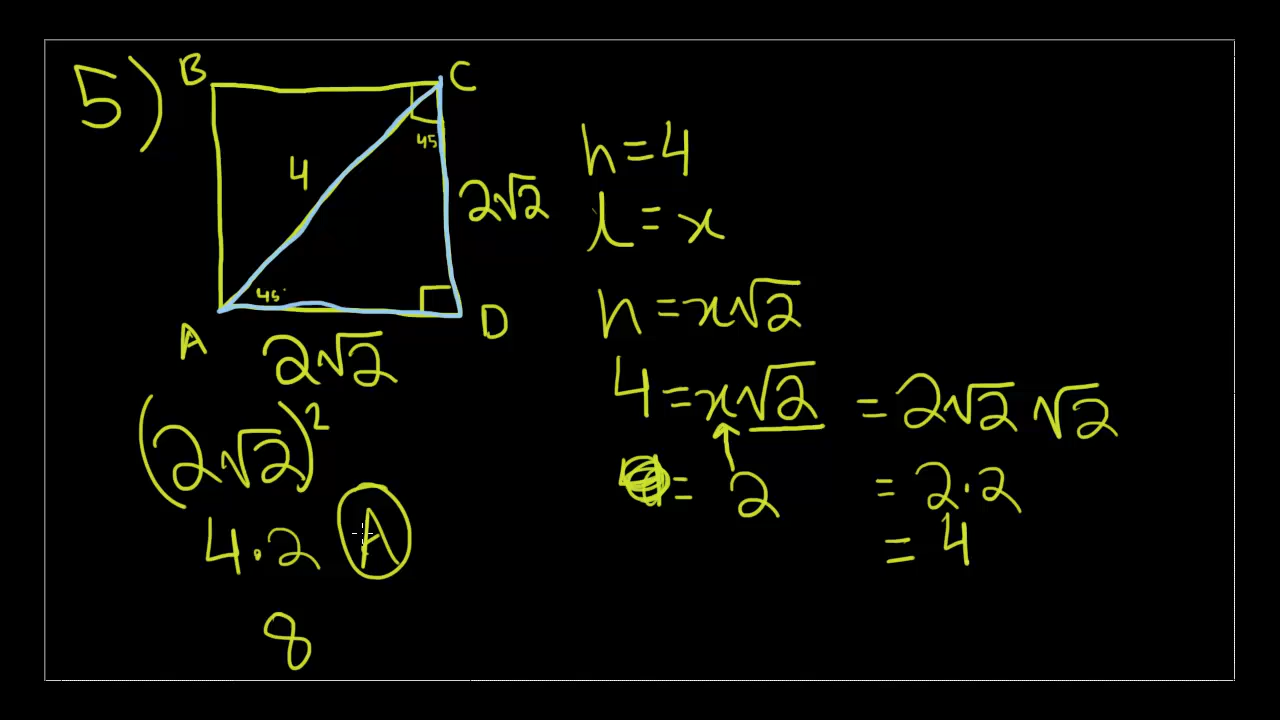 5)
B
C
4
45
2√2
45°
A
D
2√2
(2√2)²
4·2
A
8
h=4
l=x
h=x√2
4=x√2 =2√2 √2
= 2
=2·2
=4